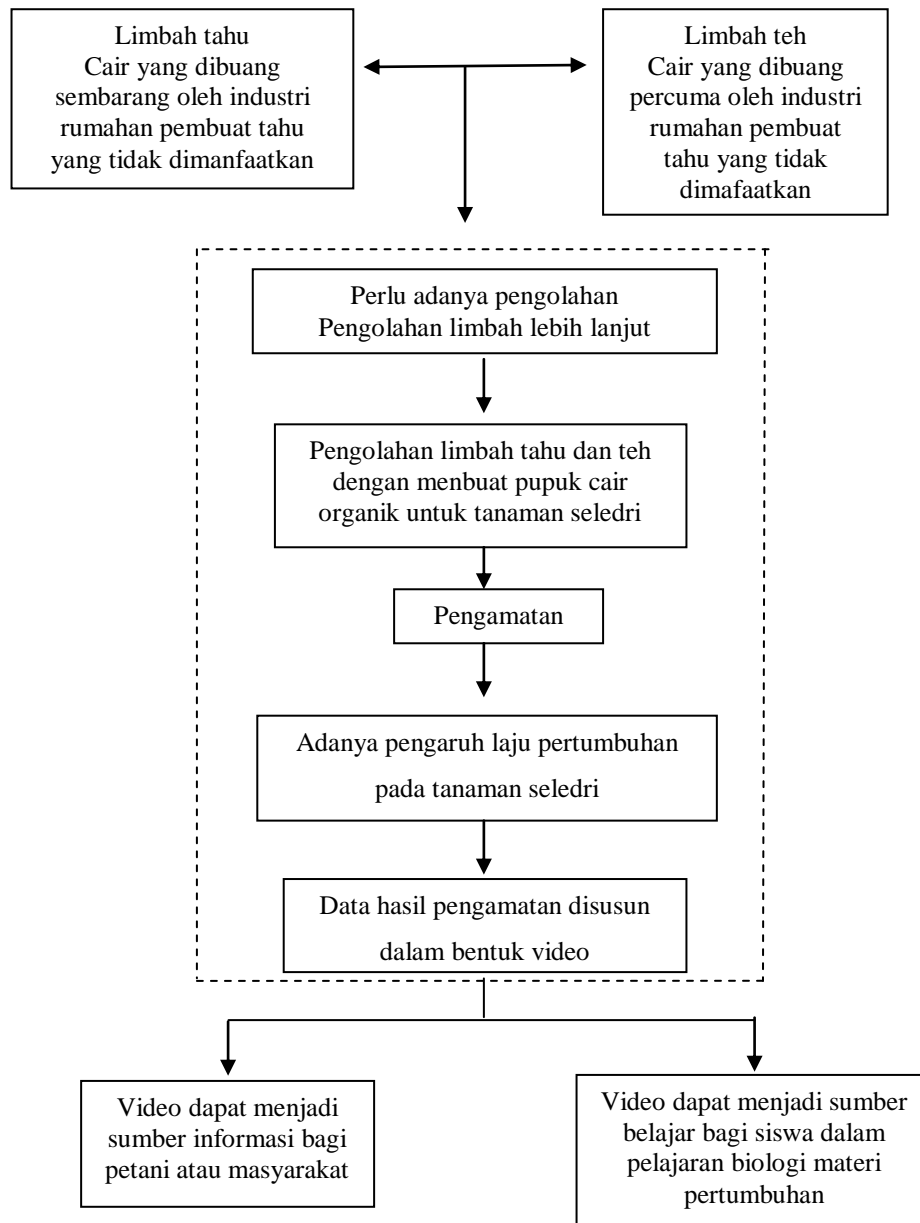 Limbah tahu
Cair yang dibuang
sembarang oleh industri
rumahan pembuat tahu
yang tidak dimanfaatkan
Limbah teh
Cair yang dibuang
percuma oleh industri
rumahan pembuat
tahu yang tidak
dimafaatkan
Perlu adanya pengolahan
Pengolahan limbah lebih lanjut
Pengolahan limbah tahu dan teh
dengan menbuat pupuk cair
organik untuk tanaman seledri
Pengamatan
Adanya pengaruh laju pertumbuhan
pada tanaman seledri
Data hasil pengamatan disusun
dalam bentuk video
Video dapat menjadi
sumber informasi bagi
petani atau masyarakat
Video dapat menjadi sumber
belajar bagi siswa dalam
pelajaran biologi materi
pertumbuhan